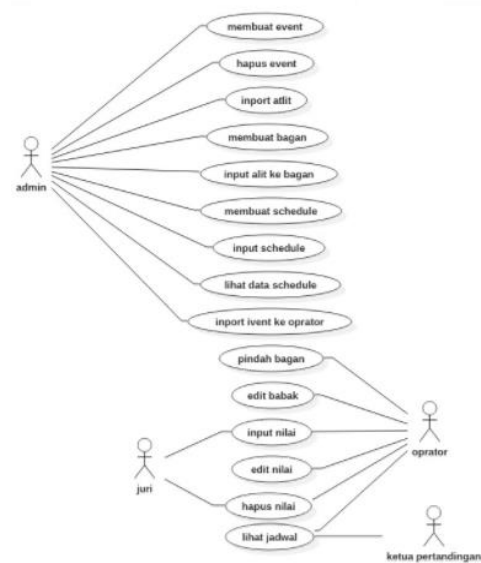 membuat event
hapus event
inport atlit
membuat bagan
admin
input alit ke bagan
membuat schedule
input schedule
lihat data schedule
inport ivent ke oprator
pindah bagan
edit babak
input nilai
oprator
edit nilai
juri
hapus nilai
lihat jadwal
ketua pertandingan